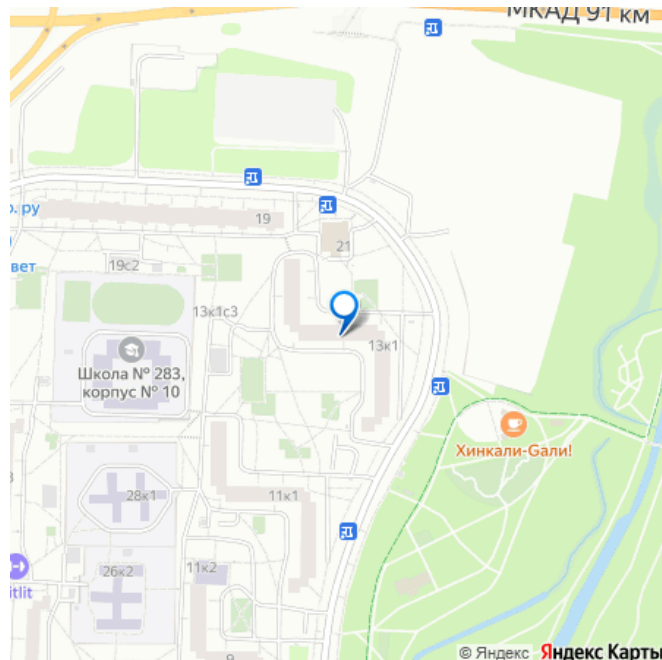 МКАД 91 км
р.ру
19
21
вет
19с2
13к1с3
13к1
Школа № 283,
корпус № 10
Хинкали-Gали!
28к1
11к1
26к2
11к2
itlit
9
© Яндекс Яндекс Карты